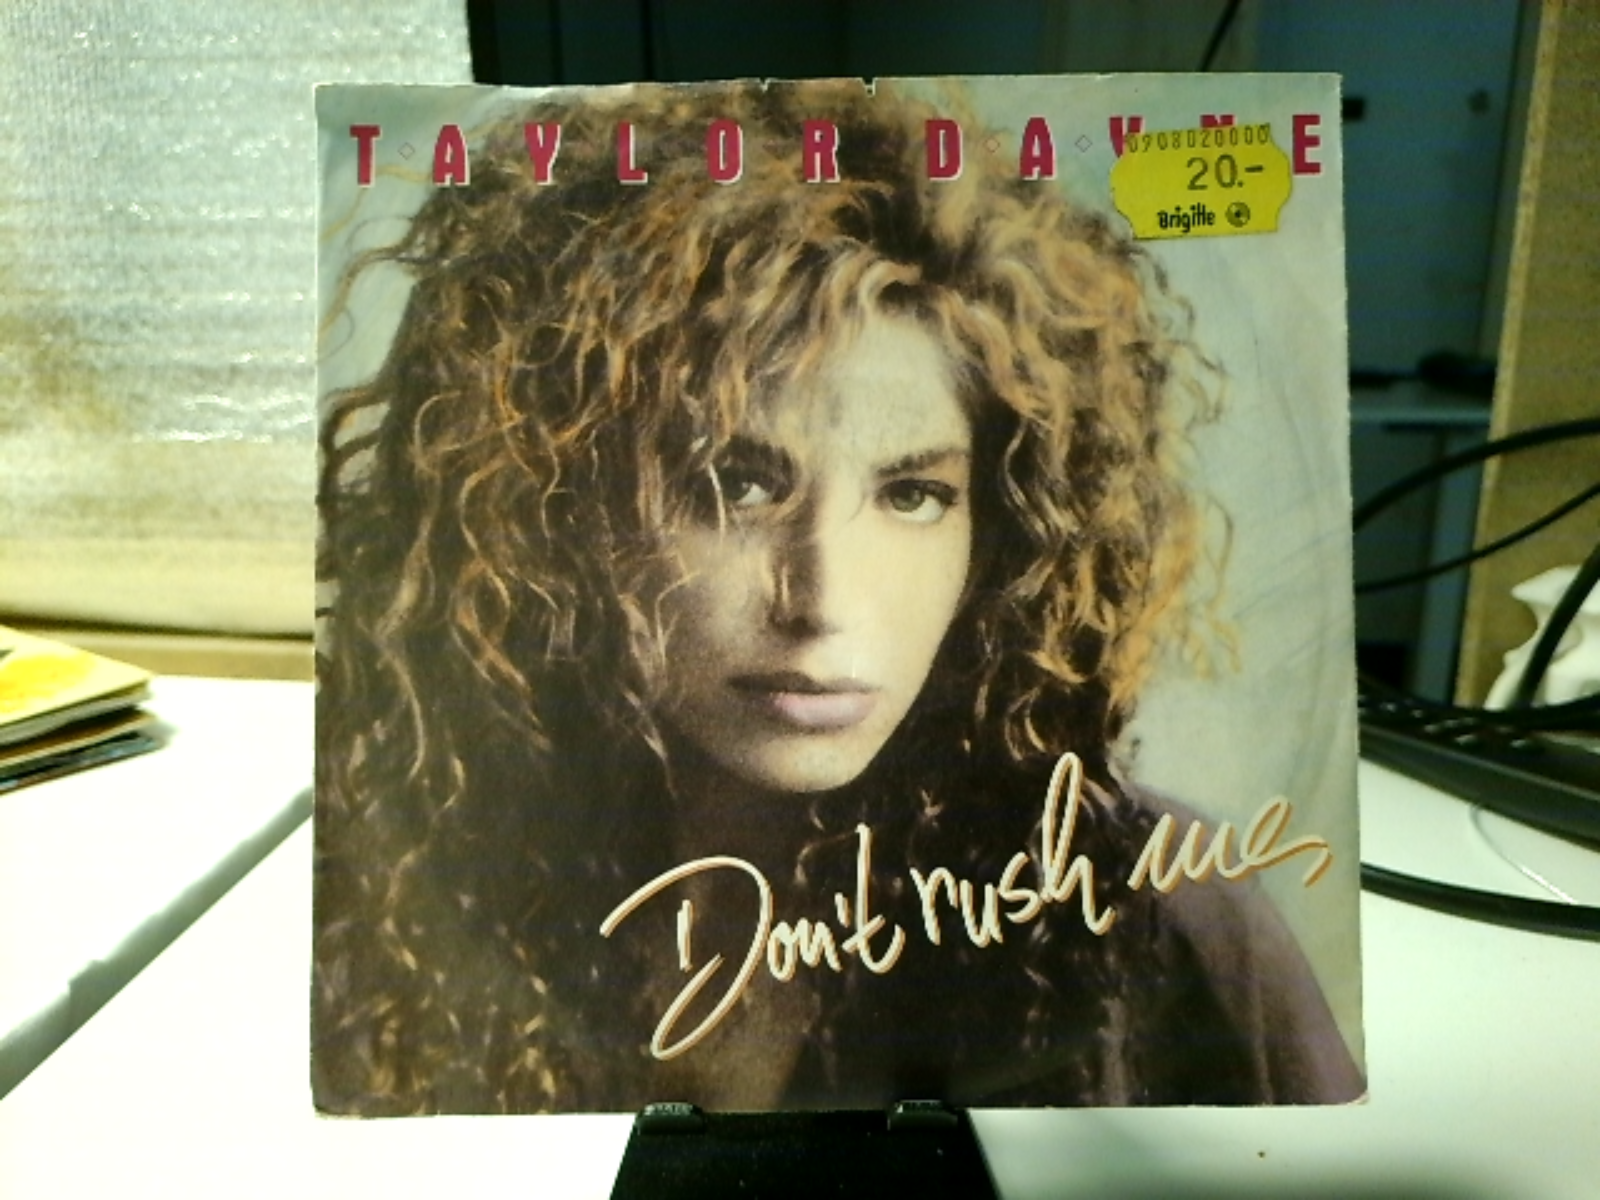 TAYLOR DAYNE
0908020000
20.-
Brigitte
Don't rush me